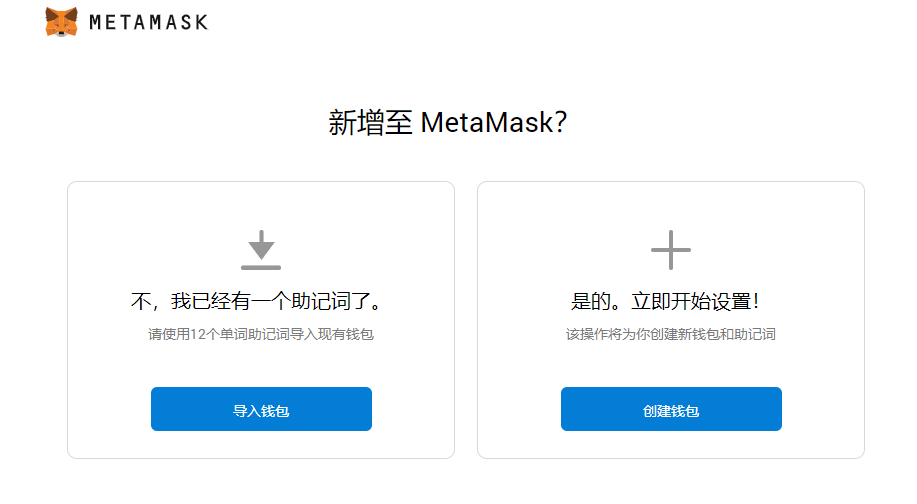 METAMASK
新增至 MetaMask?
不，我已经有一个助记词了。
请使用12个单词助记词导入现有钱包
导入钱包
是的。立即开始设置！
该操作将为你创建新钱包和助记词
创建钱包